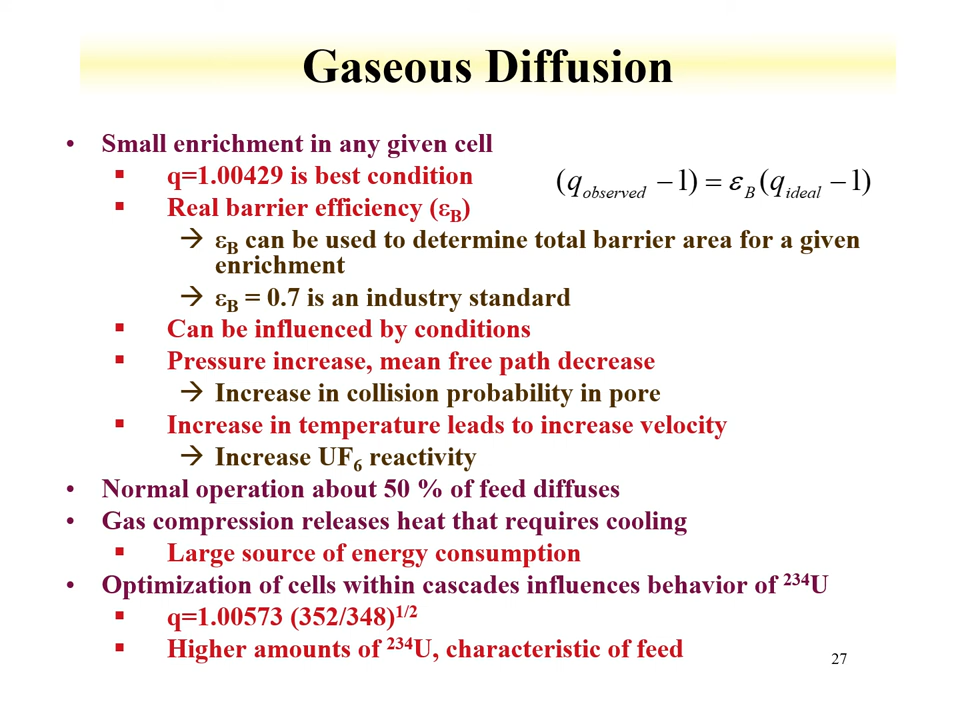 Gaseous Diffusion
• Small enrichment in any given cell
▪ q=1.00429 is best condition
(q_observed − 1) = ε_B (q_ideal − 1)
▪ Real barrier efficiency (ε_B)
→ ε_B can be used to determine total barrier area for a given
enrichment
→ ε_B = 0.7 is an industry standard
▪ Can be influenced by conditions
▪ Pressure increase, mean free path decrease
→ Increase in collision probability in pore
▪ Increase in temperature leads to increase velocity
→ Increase UF₆ reactivity
• Normal operation about 50 % of feed diffuses
• Gas compression releases heat that requires cooling
▪ Large source of energy consumption
• Optimization of cells within cascades influences behavior of ²³⁴U
▪ q=1.00573 (352/348)¹ᐟ²
▪ Higher amounts of ²³⁴U, characteristic of feed
27